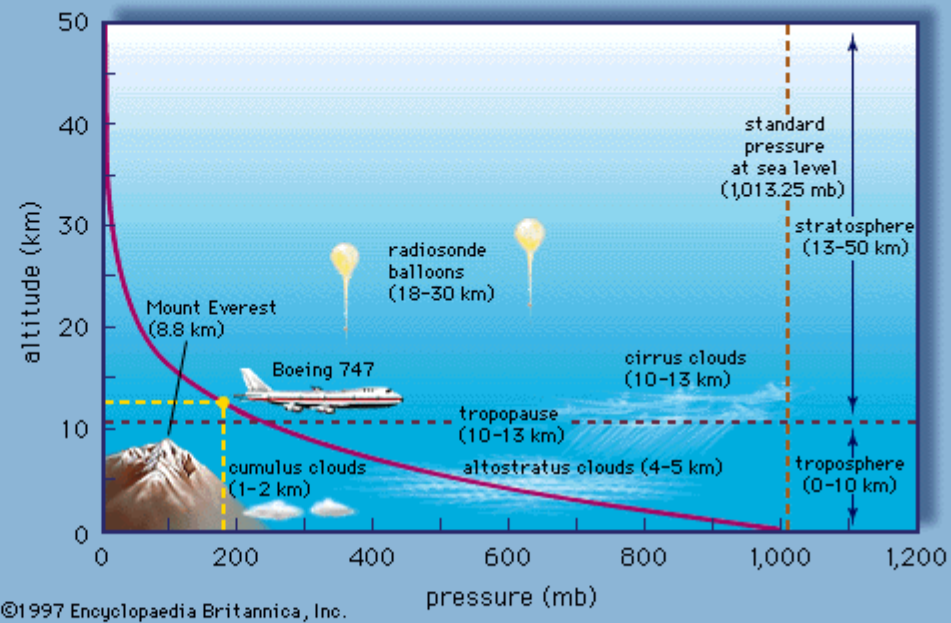 50
40
30
20
10
0
altitude (km)
standard
pressure
at sea level
(1,013.25 mb)
stratosphere
(13-50 km)
radiosonde
balloons
(18-30 km)
Mount Everest
(8.8 km)
Boeing 747
cirrus clouds
(10-13 km)
tropopause
(10-13 km)
cumulus clouds
(1-2 km)
altostratus clouds (4-5 km)
troposphere
(0-10 km)
0 200 400 600 800 1,000 1,200
pressure (mb)
©1997 Encyclopaedia Britannica, Inc.